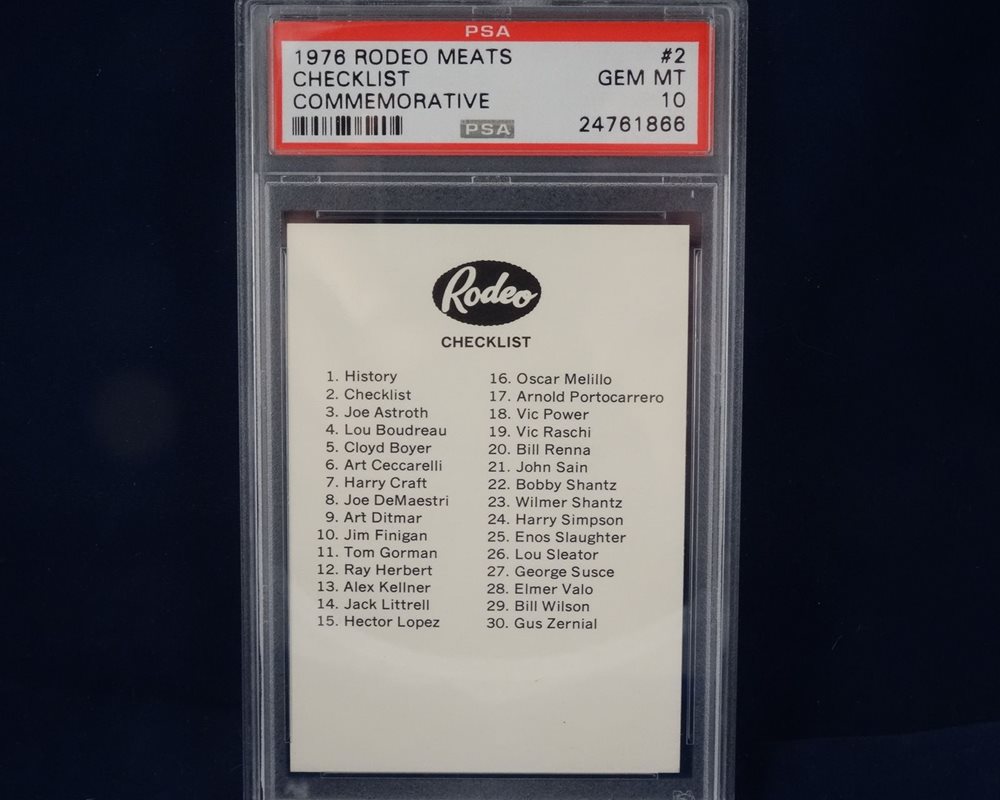 PSA
1976 RODEO MEATS #2
CHECKLIST GEM MT
COMMEMORATIVE 10
PSA 24761866
Rodeo
CHECKLIST
1. History
2. Checklist
3. Joe Astroth
4. Lou Boudreau
5. Cloyd Boyer
6. Art Ceccarelli
7. Harry Craft
8. Joe DeMaestri
9. Art Ditmar
10. Jim Finigan
11. Tom Gorman
12. Ray Herbert
13. Alex Kellner
14. Jack Littrell
15. Hector Lopez
16. Oscar Melillo
17. Arnold Portocarrero
18. Vic Power
19. Vic Raschi
20. Bill Renna
21. John Sain
22. Bobby Shantz
23. Wilmer Shantz
24. Harry Simpson
25. Enos Slaughter
26. Lou Sleator
27. George Susce
28. Elmer Valo
29. Bill Wilson
30. Gus Zernial